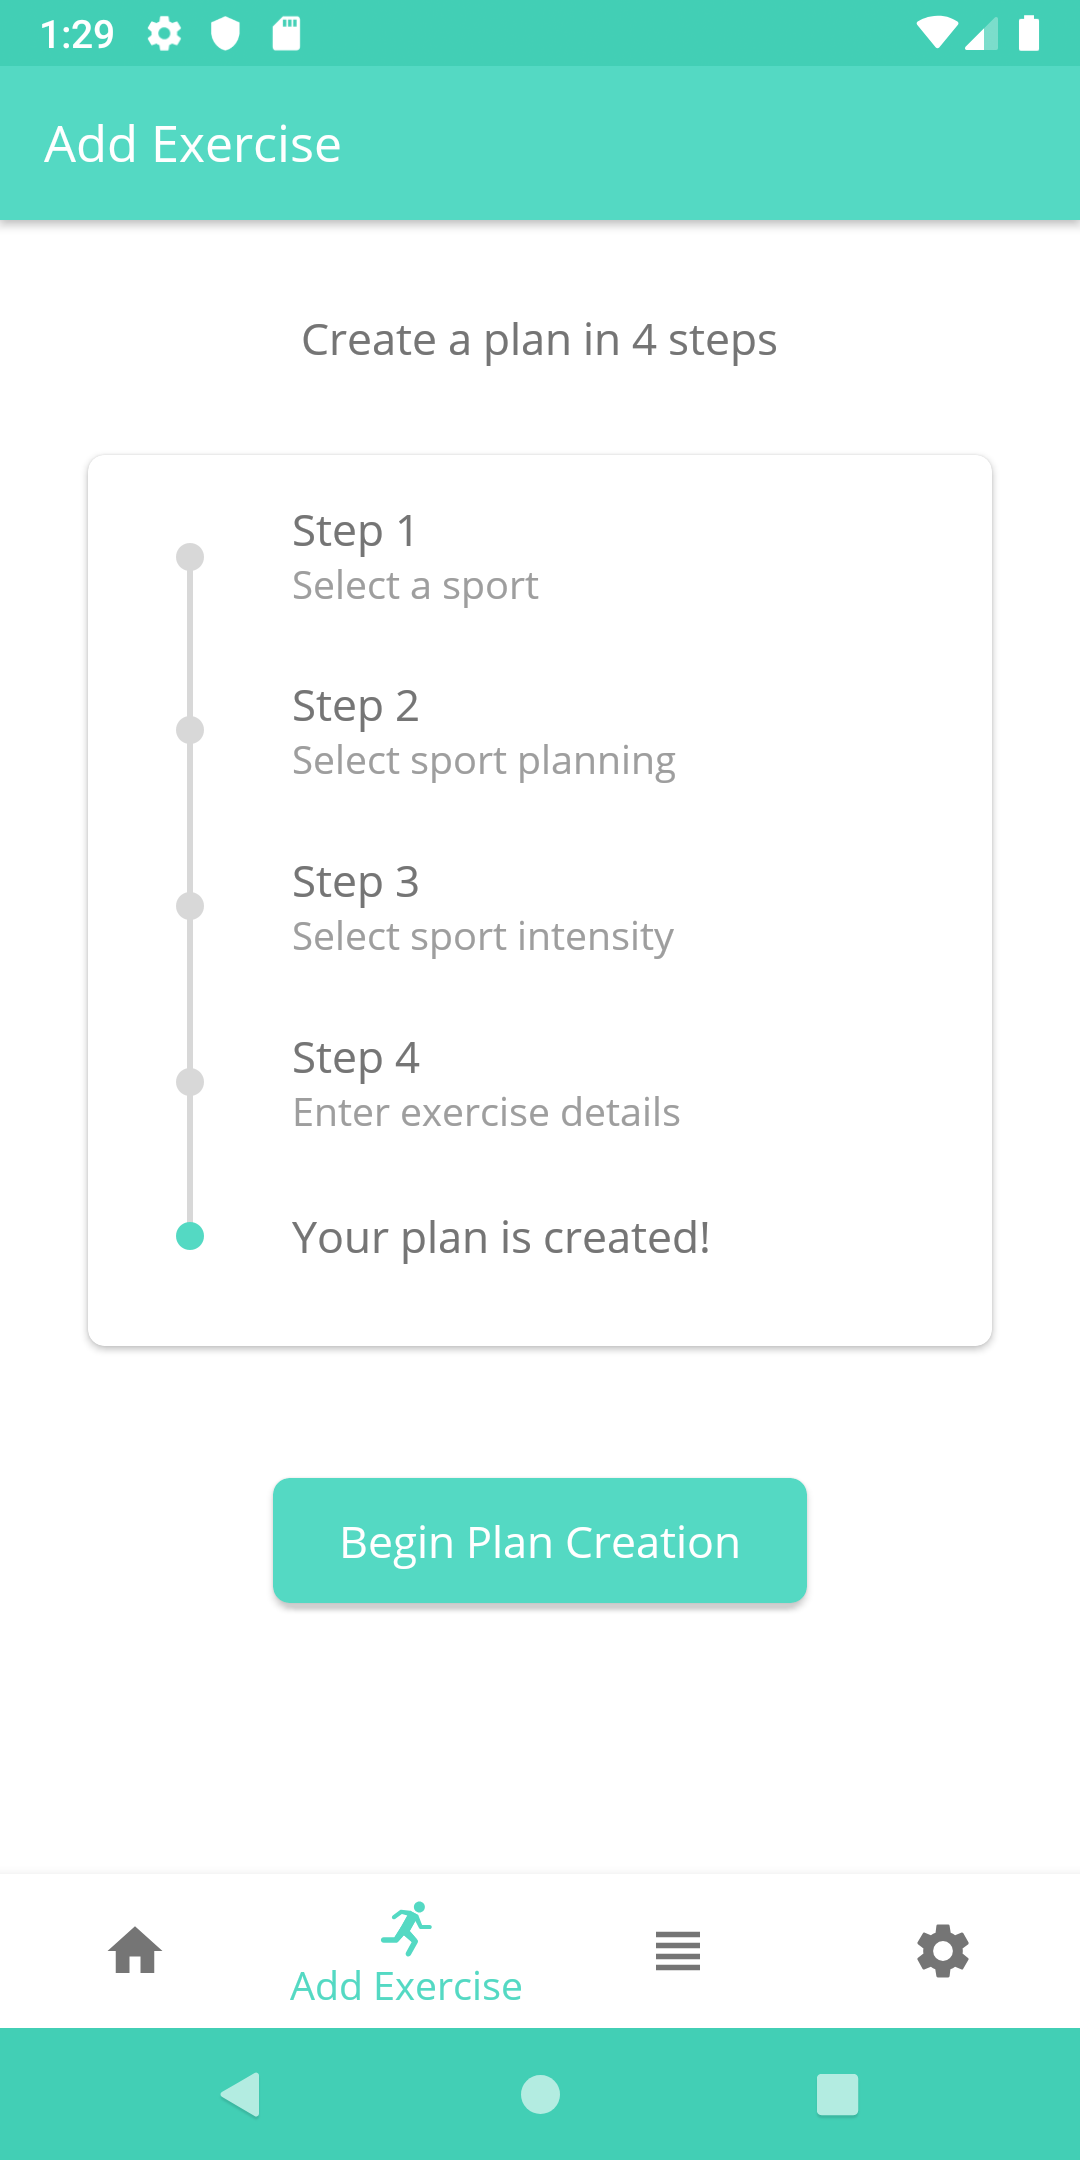 1:29
Add Exercise
Create a plan in 4 steps
Step 1
Select a sport
Step 2
Select sport planning
Step 3
Select sport intensity
Step 4
Enter exercise details
Your plan is created!
Begin Plan Creation
Add Exercise